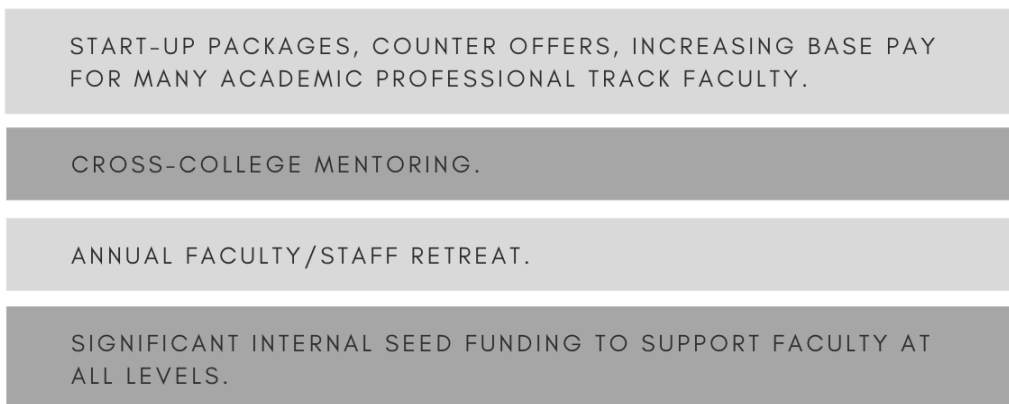 START-UP PACKAGES, COUNTER OFFERS, INCREASING BASE PAY
FOR MANY ACADEMIC PROFESSIONAL TRACK FACULTY.
CROSS-COLLEGE MENTORING.
ANNUAL FACULTY/STAFF RETREAT.
SIGNIFICANT INTERNAL SEED FUNDING TO SUPPORT FACULTY AT
ALL LEVELS.